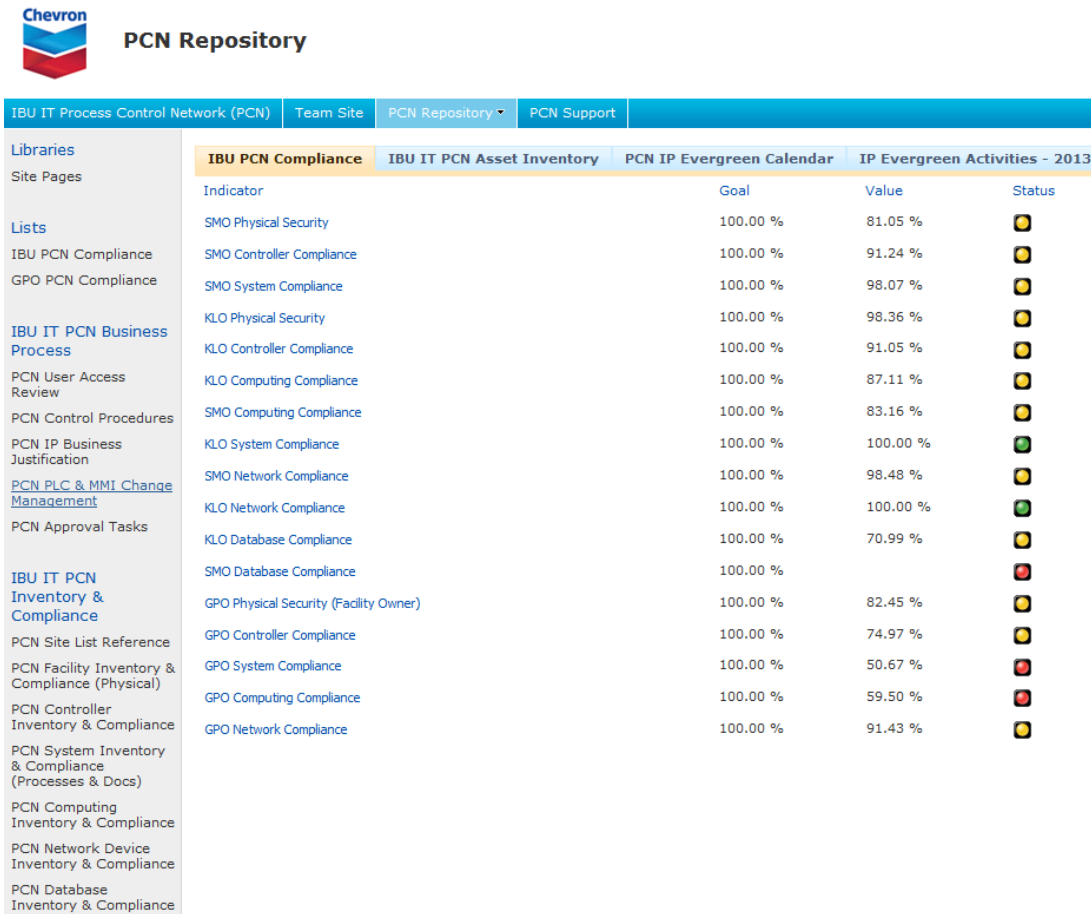 Chevron
PCN Repository
IBU IT Process Control Network (PCN) Team Site PCN Repository PCN Support
Libraries
Site Pages
Lists
IBU PCN Compliance
GPO PCN Compliance
IBU IT PCN Business
Process
PCN User Access
Review
PCN Control Procedures
PCN IP Business
Justification
PCN PLC & MMI Change
Management
PCN Approval Tasks
IBU IT PCN
Inventory &
Compliance
PCN Site List Reference
PCN Facility Inventory &
Compliance (Physical)
PCN Controller
Inventory & Compliance
PCN System Inventory
& Compliance
(Processes & Docs)
PCN Computing
Inventory & Compliance
PCN Network Device
Inventory & Compliance
PCN Database
Inventory & Compliance
IBU PCN Compliance IBU IT PCN Asset Inventory PCN IP Evergreen Calendar IP Evergreen Activities - 2013
Indicator Goal Value Status
SMO Physical Security 100.00 % 81.05 %
SMO Controller Compliance 100.00 % 91.24 %
SMO System Compliance 100.00 % 98.07 %
KLO Physical Security 100.00 % 98.36 %
KLO Controller Compliance 100.00 % 91.05 %
KLO Computing Compliance 100.00 % 87.11 %
SMO Computing Compliance 100.00 % 83.16 %
KLO System Compliance 100.00 % 100.00 %
SMO Network Compliance 100.00 % 98.48 %
KLO Network Compliance 100.00 % 100.00 %
KLO Database Compliance 100.00 % 70.99 %
SMO Database Compliance 100.00 %
GPO Physical Security (Facility Owner) 100.00 % 82.45 %
GPO Controller Compliance 100.00 % 74.97 %
GPO System Compliance 100.00 % 50.67 %
GPO Computing Compliance 100.00 % 59.50 %
GPO Network Compliance 100.00 % 91.43 %